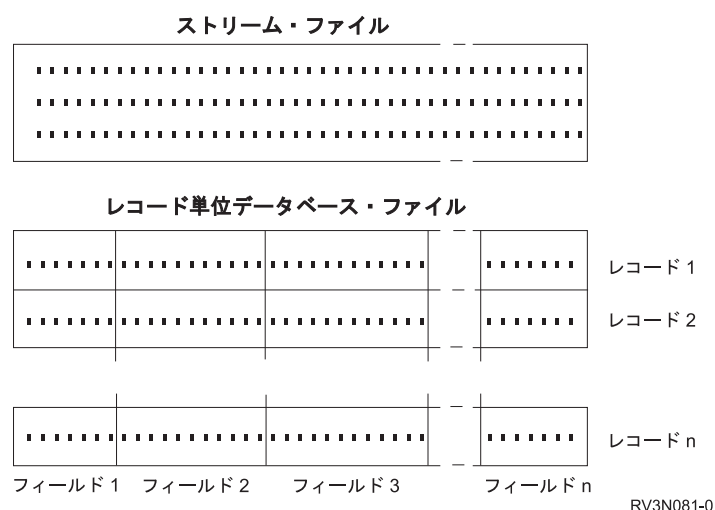 ストリーム・ファイル
レコード単位データベース・ファイル
レコード 1
レコード 2
レコード n
フィールド 1 フィールド 2 フィールド 3 フィールド n
RV3N081-0